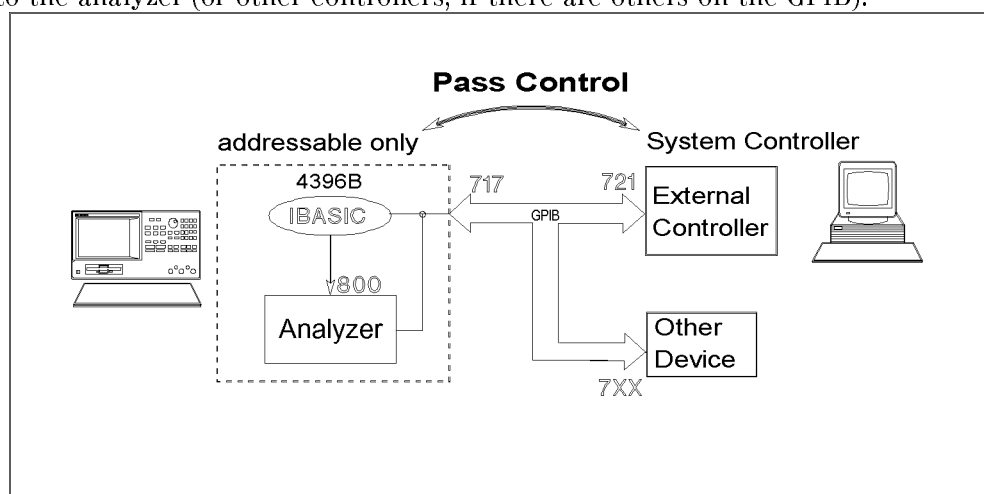 to the analyzer (or other controllers, if there are others on the GPIB).
Pass Control
addressable only
System Controller
4396B
717
721
IBASIC
GPIB
External
Controller
800
Analyzer
Other
Device
7XX